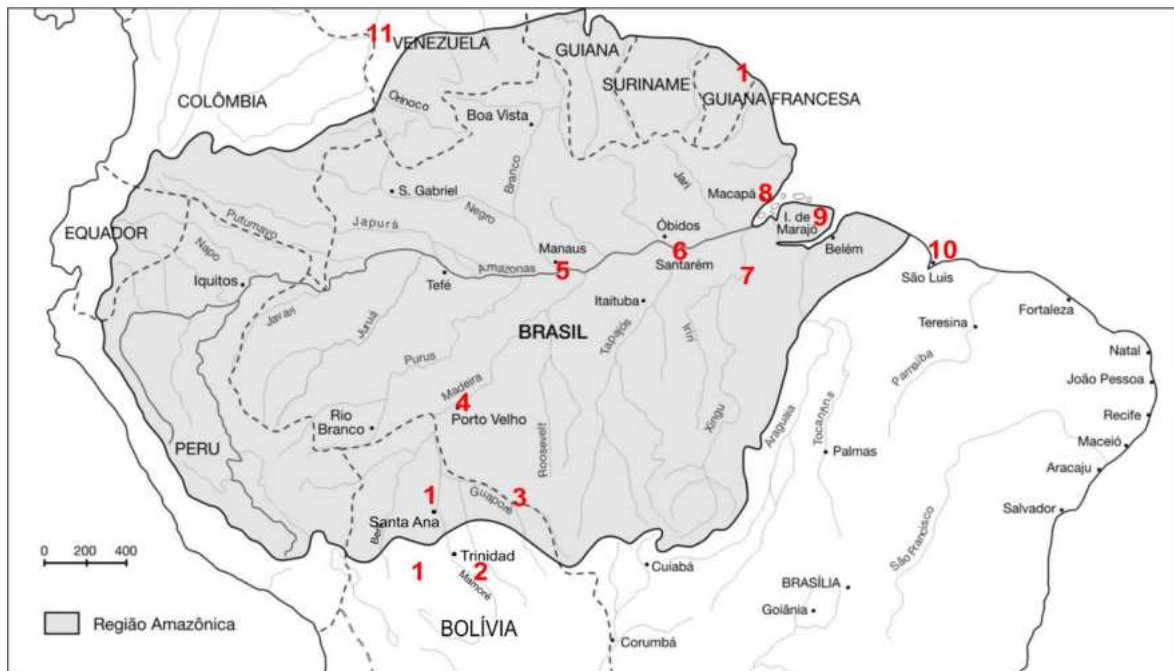 11
VENEZUELA
GUIANA
1
SURINAME
COLÔMBIA
GUIANA FRANCESA
Orinoco
Boa Vista
Branco
Jari
Macapá
8
S. Gabriel
Negro
I. de
Marajó
9
Putumayo
Japurá
Óbidos
EQUADOR
Napo
Manaus
6
Belém
10
Amazonas
5
Santarém
São Luis
Iquitos
Tefé
7
Itaituba
Fortaleza
Javari
Juruá
BRASIL
Tapajós
Iriri
Teresina
Natal
Purus
Parnaíba
João Pessoa
Madeira
4
Xingu
Araguaia
Rio
Branco
Porto Velho
Recife
PERU
Roosevelt
Tocantins
Palmas
Maceió
Aracaju
1
Guaporé
3
Santa Ana
Salvador
Beni
São Francisco
0 200 400
Trinidad
1
2
Mamoré
Cuiabá
BRASÍLIA
Goiânia
Região Amazônica
BOLÍVIA
Corumbá